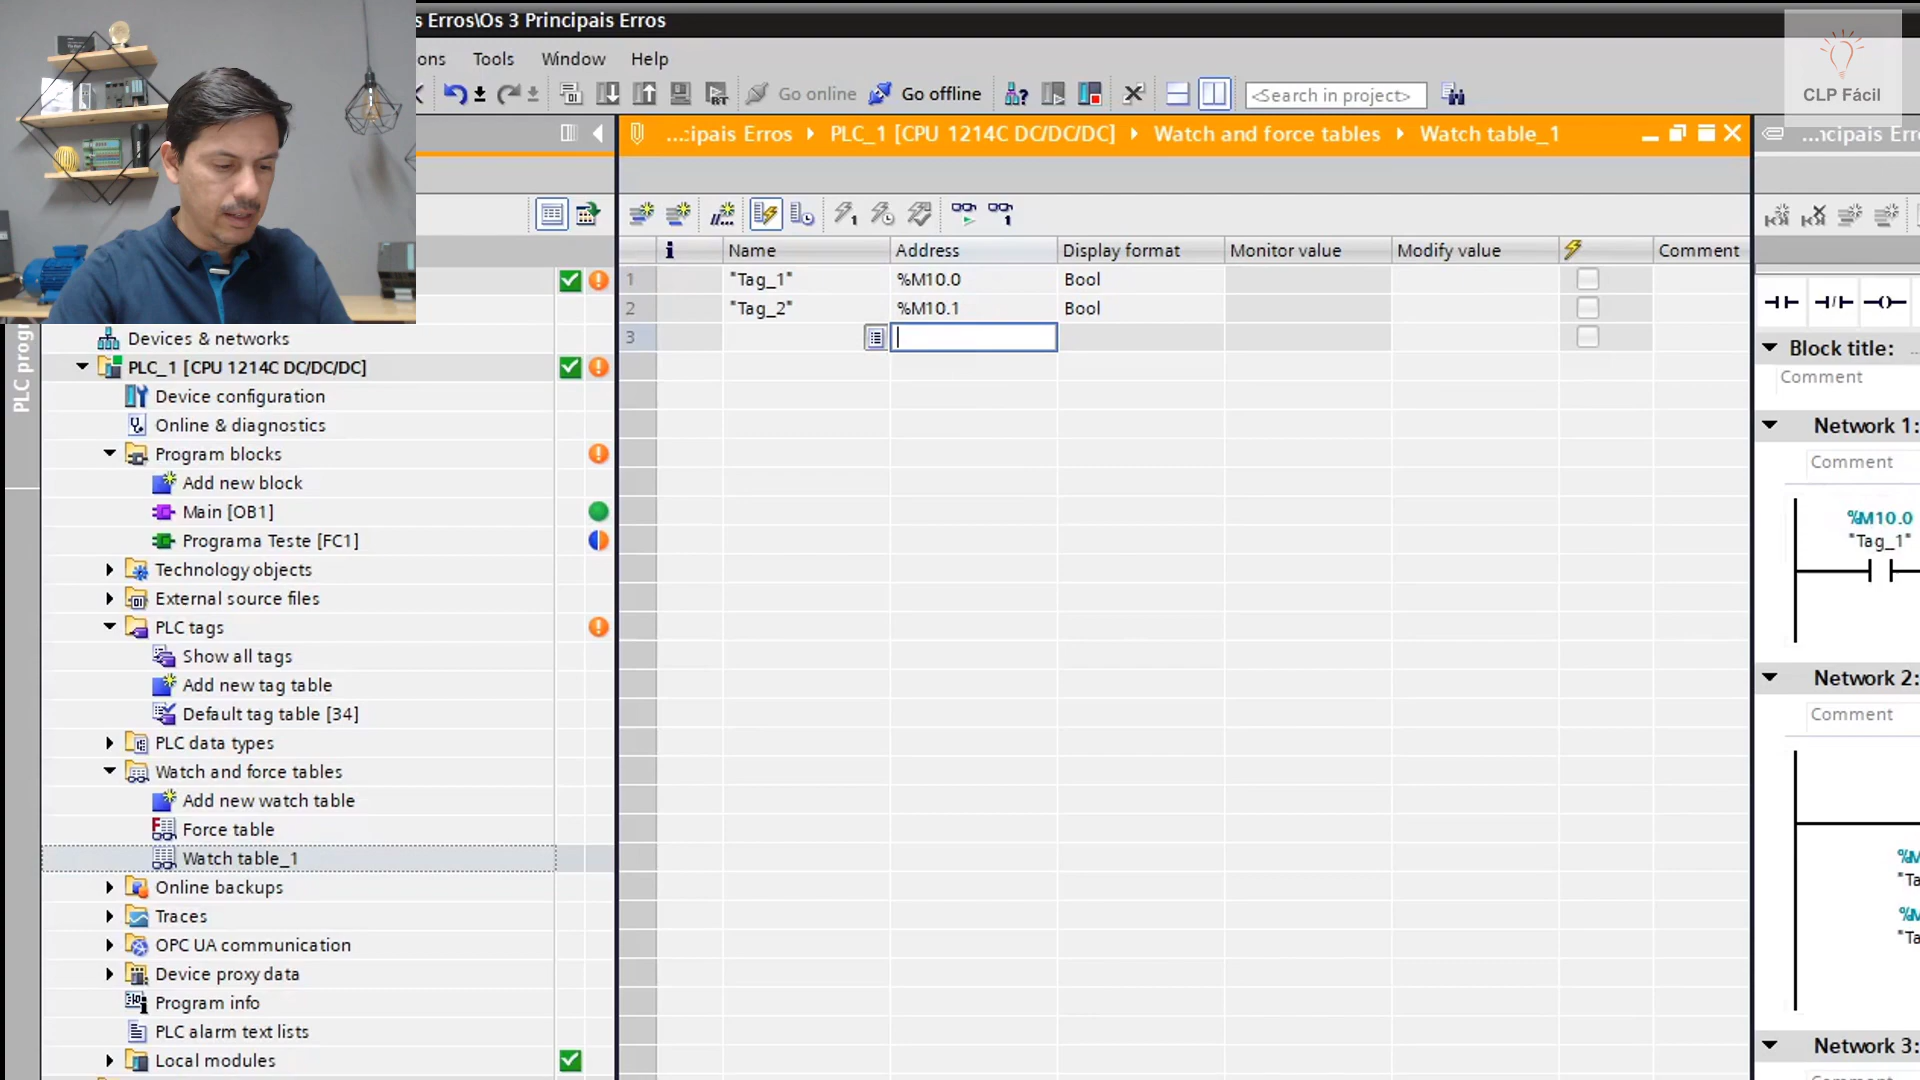 s Erros\Os 3 Principais Erros
ons Tools Window Help
Go online Go offline <Search in project>
CLP Fácil
...:ipais Erros PLC_1 [CPU 1214C DC/DC/DC] Watch and force tables Watch table_1
...ncipais Erro
i Name Address Display format Monitor value Modify value Comment
1 "Tag_1" %M10.0 Bool
2 "Tag_2" %M10.1 Bool
3
PLC prog
Devices & networks
PLC_1 [CPU 1214C DC/DC/DC]
Device configuration
Online & diagnostics
Program blocks
Add new block
Main [OB1]
Programa Teste [FC1]
Technology objects
External source files
PLC tags
Show all tags
Add new tag table
Default tag table [34]
PLC data types
Watch and force tables
Add new watch table
Force table
Watch table_1
Online backups
Traces
OPC UA communication
Device proxy data
Program info
PLC alarm text lists
Local modules
Block title: ...
Comment
Network 1:
Comment
%M10.0
"Tag_1"
Network 2:
Comment
%M
"Ta
%M
"Ta
Network 3: